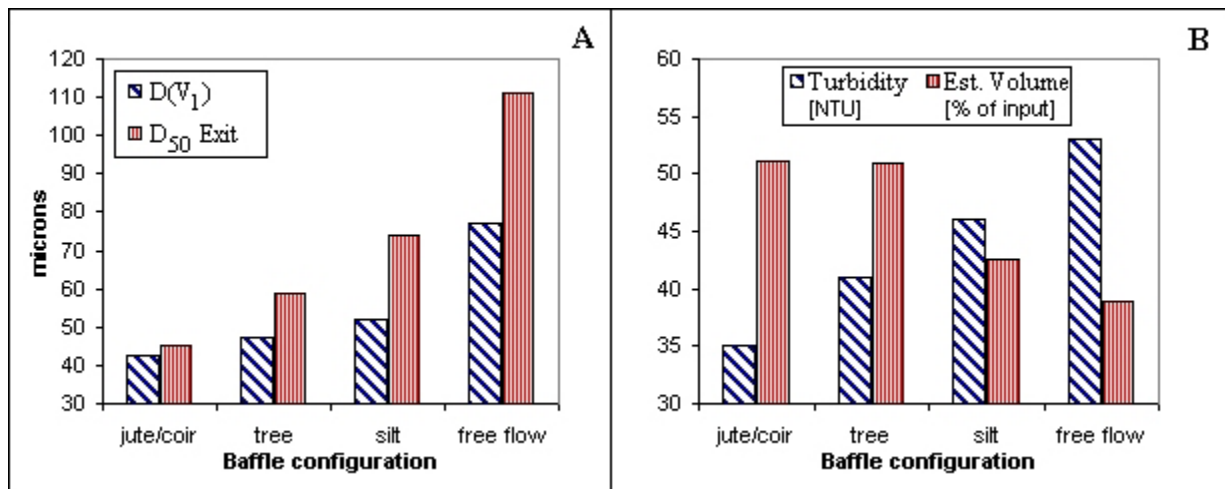 A
120
110
100
90
80
70
60
50
40
30
microns
D(V₁)
D₅₀ Exit
jute/coir tree silt free flow
Baffle configuration
B
60
55
50
45
40
35
30
Turbidity Est. Volume
[NTU] [% of input]
jute/coir tree silt free flow
Baffle configuration